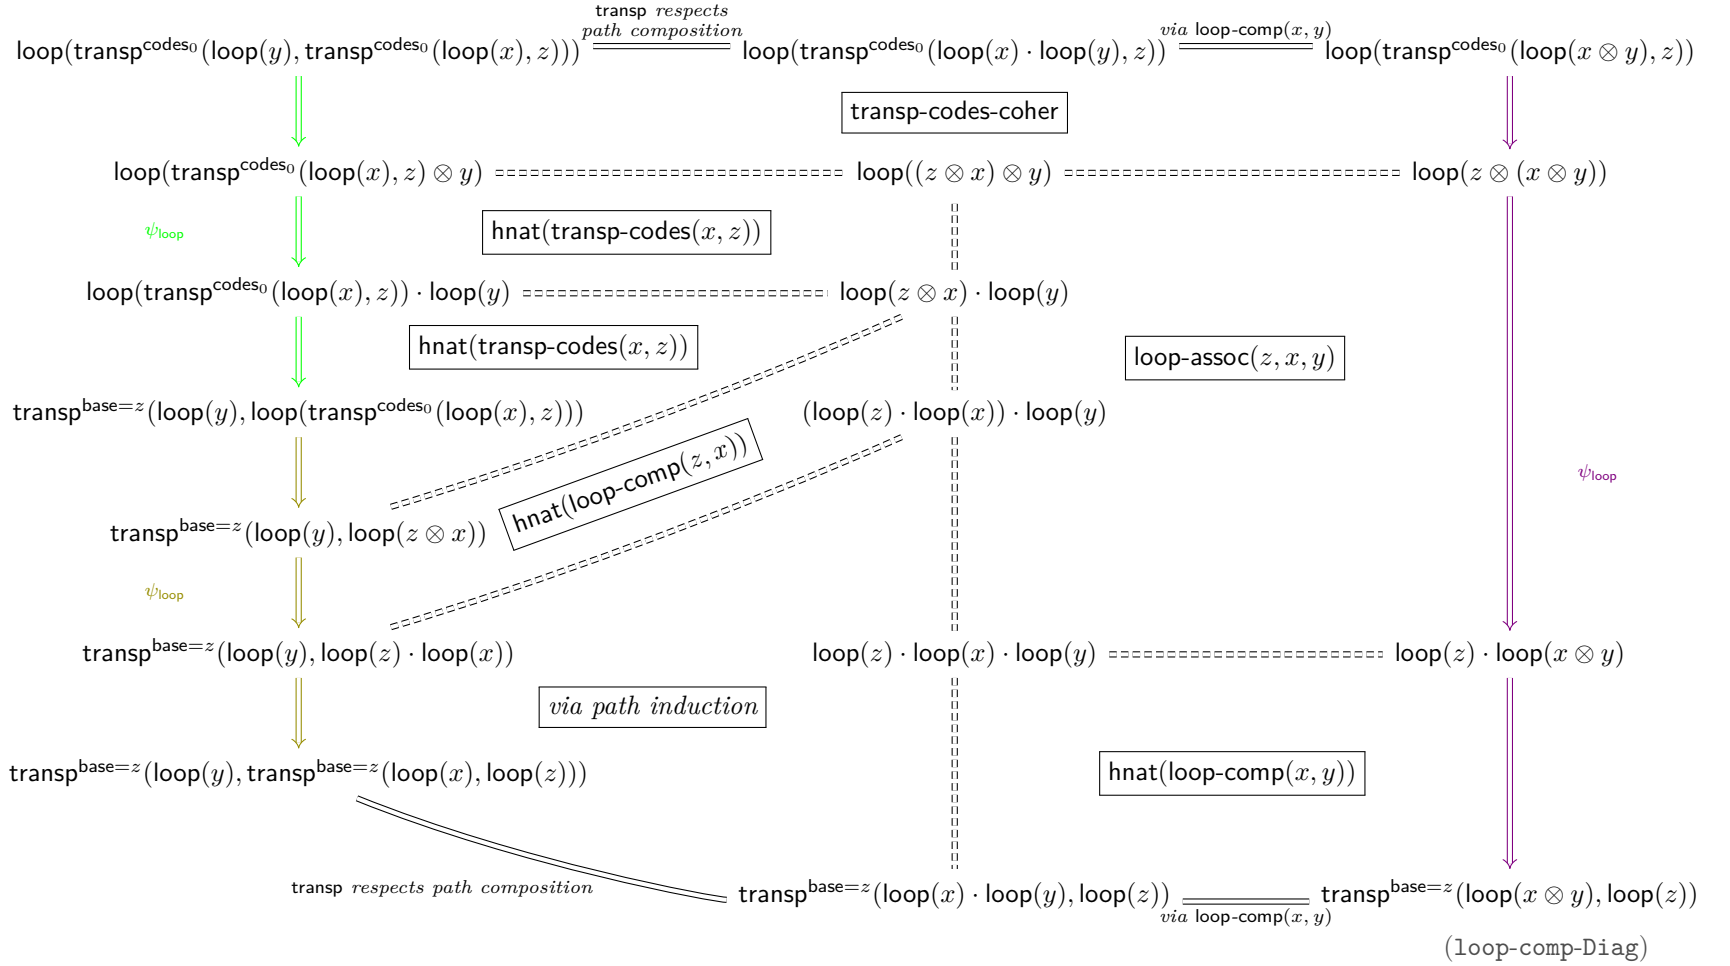 transp respects
path composition
loop(transp^codes₀(loop(y), transp^codes₀(loop(x), z))) loop(transp^codes₀(loop(x) · loop(y), z)) via loop-comp(x, y) loop(transp^codes₀(loop(x ⊗ y), z))
transp-codes-coher
loop(transp^codes₀(loop(x), z) ⊗ y) loop((z ⊗ x) ⊗ y) loop(z ⊗ (x ⊗ y))
ψ_loop hnat(transp-codes(x, z))
loop(transp^codes₀(loop(x), z)) · loop(y) loop(z ⊗ x) · loop(y)
hnat(transp-codes(x, z)) loop-assoc(z, x, y)
transp^base=z(loop(y), loop(transp^codes₀(loop(x), z))) (loop(z) · loop(x)) · loop(y)
hnat(loop-comp(z, x)) ψ_loop
transp^base=z(loop(y), loop(z ⊗ x))
ψ_loop
transp^base=z(loop(y), loop(z) · loop(x)) loop(z) · loop(x) · loop(y) loop(z) · loop(x ⊗ y)
via path induction
transp^base=z(loop(y), transp^base=z(loop(x), loop(z))) hnat(loop-comp(x, y))
transp respects path composition transp^base=z(loop(x) · loop(y), loop(z)) transp^base=z(loop(x ⊗ y), loop(z))
via loop-comp(x, y)
(loop-comp-Diag)